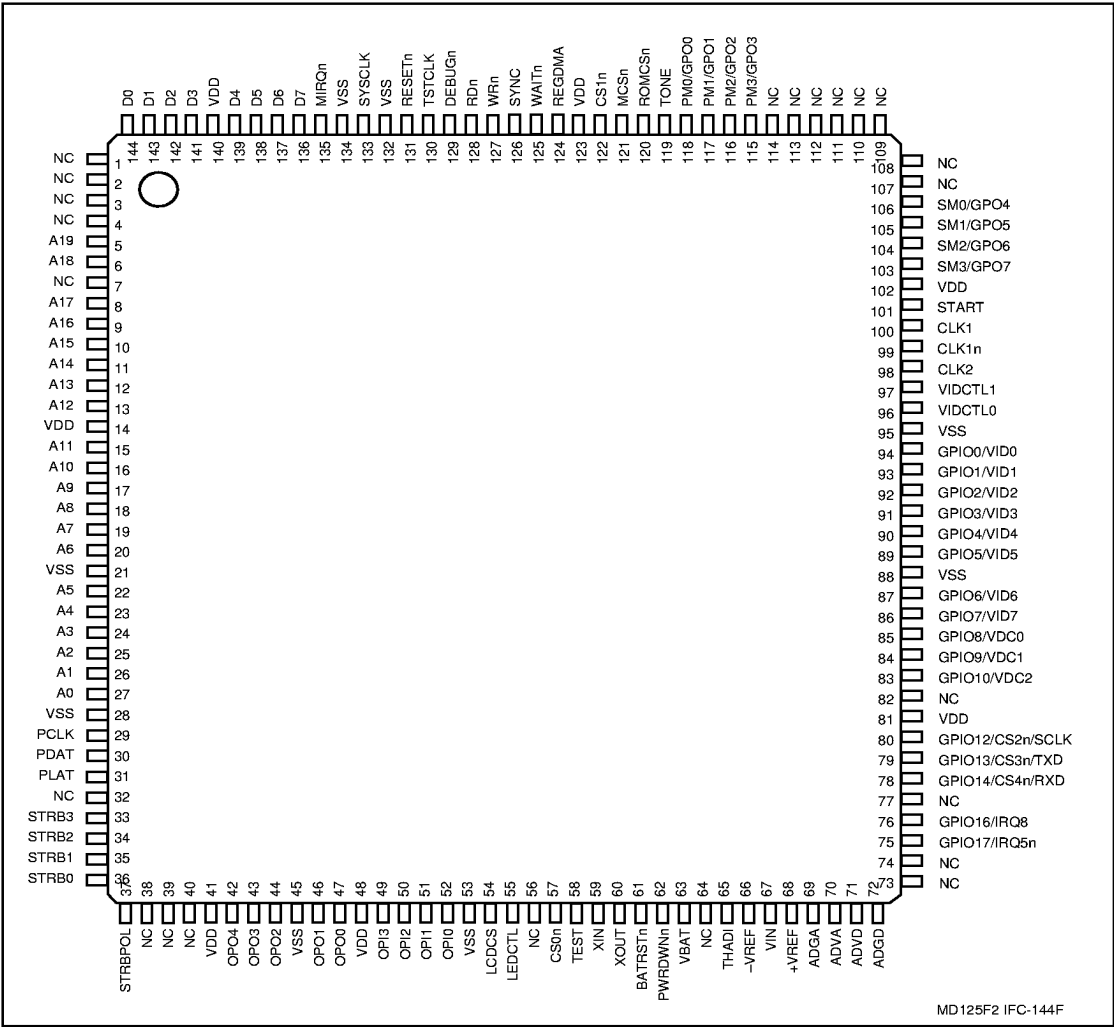 D0
D1
D2
D3
VDD
D4
D5
D6
D7
MIRQn
VSS
SYSCLK
VSS
RESETn
TSTCLK
DEBUGn
RDn
WRn
SYNC
WAITn
REGDMA
VDD
CS1n
MCSn
ROMCSn
TONE
PM0/GPO0
PM1/GPO1
PM2/GPO2
PM3/GPO3
NC
NC
NC
NC
NC
NC
144
143
142
141
140
139
138
137
136
135
134
133
132
131
130
129
128
127
126
125
124
123
122
121
120
119
118
117
116
115
114
113
112
111
110
109
NC 1
NC 2
NC 3
NC 4
A19 5
A18 6
NC 7
A17 8
A16 9
A15 10
A14 11
A13 12
A12 13
VDD 14
A11 15
A10 16
A9 17
A8 18
A7 19
A6 20
VSS 21
A5 22
A4 23
A3 24
A2 25
A1 26
A0 27
VSS 28
PCLK 29
PDAT 30
PLAT 31
NC 32
STRB3 33
STRB2 34
STRB1 35
STRB0 36
108 NC
107 NC
106 SM0/GPO4
105 SM1/GPO5
104 SM2/GPO6
103 SM3/GPO7
102 VDD
101 START
100 CLK1
99 CLK1n
98 CLK2
97 VIDCTL1
96 VIDCTL0
95 VSS
94 GPIO0/VID0
93 GPIO1/VID1
92 GPIO2/VID2
91 GPIO3/VID3
90 GPIO4/VID4
89 GPIO5/VID5
88 VSS
87 GPIO6/VID6
86 GPIO7/VID7
85 GPIO8/VDC0
84 GPIO9/VDC1
83 GPIO10/VDC2
82 NC
81 VDD
80 GPIO12/CS2n/SCLK
79 GPIO13/CS3n/TXD
78 GPIO14/CS4n/RXD
77 NC
76 GPIO16/IRQ8
75 GPIO17/IRQ5n
74 NC
73 NC
37
38
39
40
41
42
43
44
45
46
47
48
49
50
51
52
53
54
55
56
57
58
59
60
61
62
63
64
65
66
67
68
69
70
71
72
STRBPOL
NC
NC
NC
VDD
OPO4
OPO3
OPO2
VSS
OPO1
OPO0
VDD
OPI3
OPI2
OPI1
OPI0
VSS
LCDCS
LEDCTL
NC
CS0n
TEST
XIN
XOUT
BATRSTn
PWRDWNn
VBAT
NC
THADI
–VREF
VIN
+VREF
ADGA
ADVA
ADVD
ADGD
MD125F2 IFC-144F